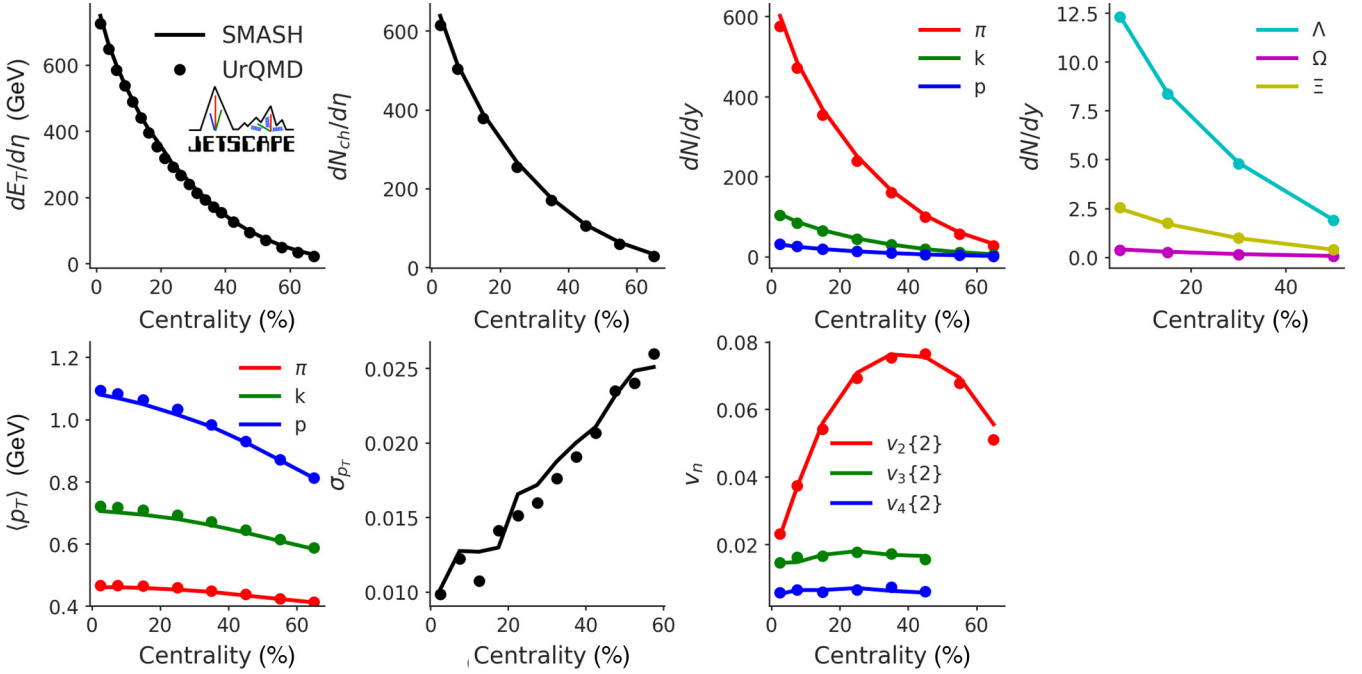 dE_T/dη (GeV)
600
400
200
0
0
20
40
60
Centrality (%)
SMASH
UrQMD
JETSCAPE
dN_ch/dη
600
400
200
0
0
20
40
60
Centrality (%)
dN/dy
600
400
200
0
0
20
40
60
Centrality (%)
π
k
p
dN/dy
12.5
10.0
7.5
5.0
2.5
0.0
20
40
Centrality (%)
Λ
Ω
Ξ
⟨p_T⟩ (GeV)
1.2
1.0
0.8
0.6
0.4
0
20
40
60
Centrality (%)
π
k
p
σ_{p_T}
0.025
0.020
0.015
0.010
0
20
40
60
Centrality (%)
v_n
0.08
0.06
0.04
0.02
0
20
40
60
Centrality (%)
v_2{2}
v_3{2}
v_4{2}